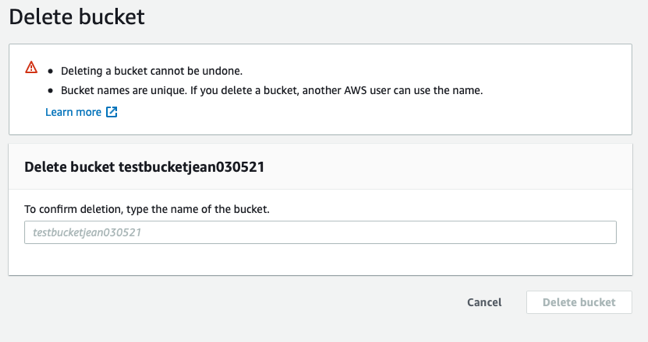 Delete bucket
• Deleting a bucket cannot be undone.
• Bucket names are unique. If you delete a bucket, another AWS user can use the name.
Learn more
Delete bucket testbucketjean030521
To confirm deletion, type the name of the bucket.
testbucketjean030521
Cancel Delete bucket